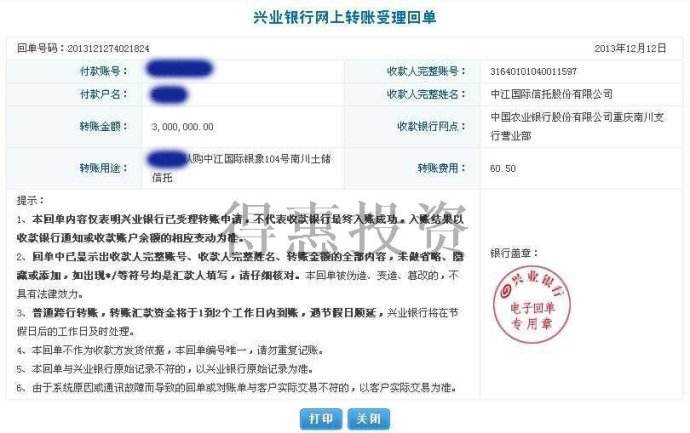 兴业银行网上转账受理回单
回单号码：2013121274021824 2013年12月12日
付款账号： 收款人完整账号： 31640101040011597
付款户名： 收款人完整姓名： 中江国际信托股份有限公司
转账金额： 3,000,000.00 收款银行网点： 中国农业银行股份有限公司重庆南川支
行营业部
转账用途： 认购中江国际银象104号南川土储
信托
转账费用： 60.50
提示：
1、本回单内容仅表明兴业银行已受理转账申请，不代表收款银行最终入账成功。入账结果以
收款银行通知或收款账户余额的相应变动为准。
2、回单中已显示出收款人完整账号、收款人完整姓名、转账金额的全部内容，未做省略、隐
藏或添加，如出现*/等符号均是汇款人填写，请仔细核对。本回单被伪造、变造、篡改的，不
具有法律效力。
3、普通跨行转账，转账汇款资金将于1到2个工作日内到账，遇节假日顺延，兴业银行将在节
假日后的工作日及时处理。
4、本回单不作为收款方发货依据，本回单编号唯一，请勿重复记账。
5、本回单与兴业银行原始记录不符的，以兴业银行原始记录为准。
6、由于系统原因或通讯故障而导致的回单或对账单与客户实际交易不符的，以客户实际交易为准。
银行盖章：
兴业银行
电子回单
专用章
得惠投资
打印 关闭